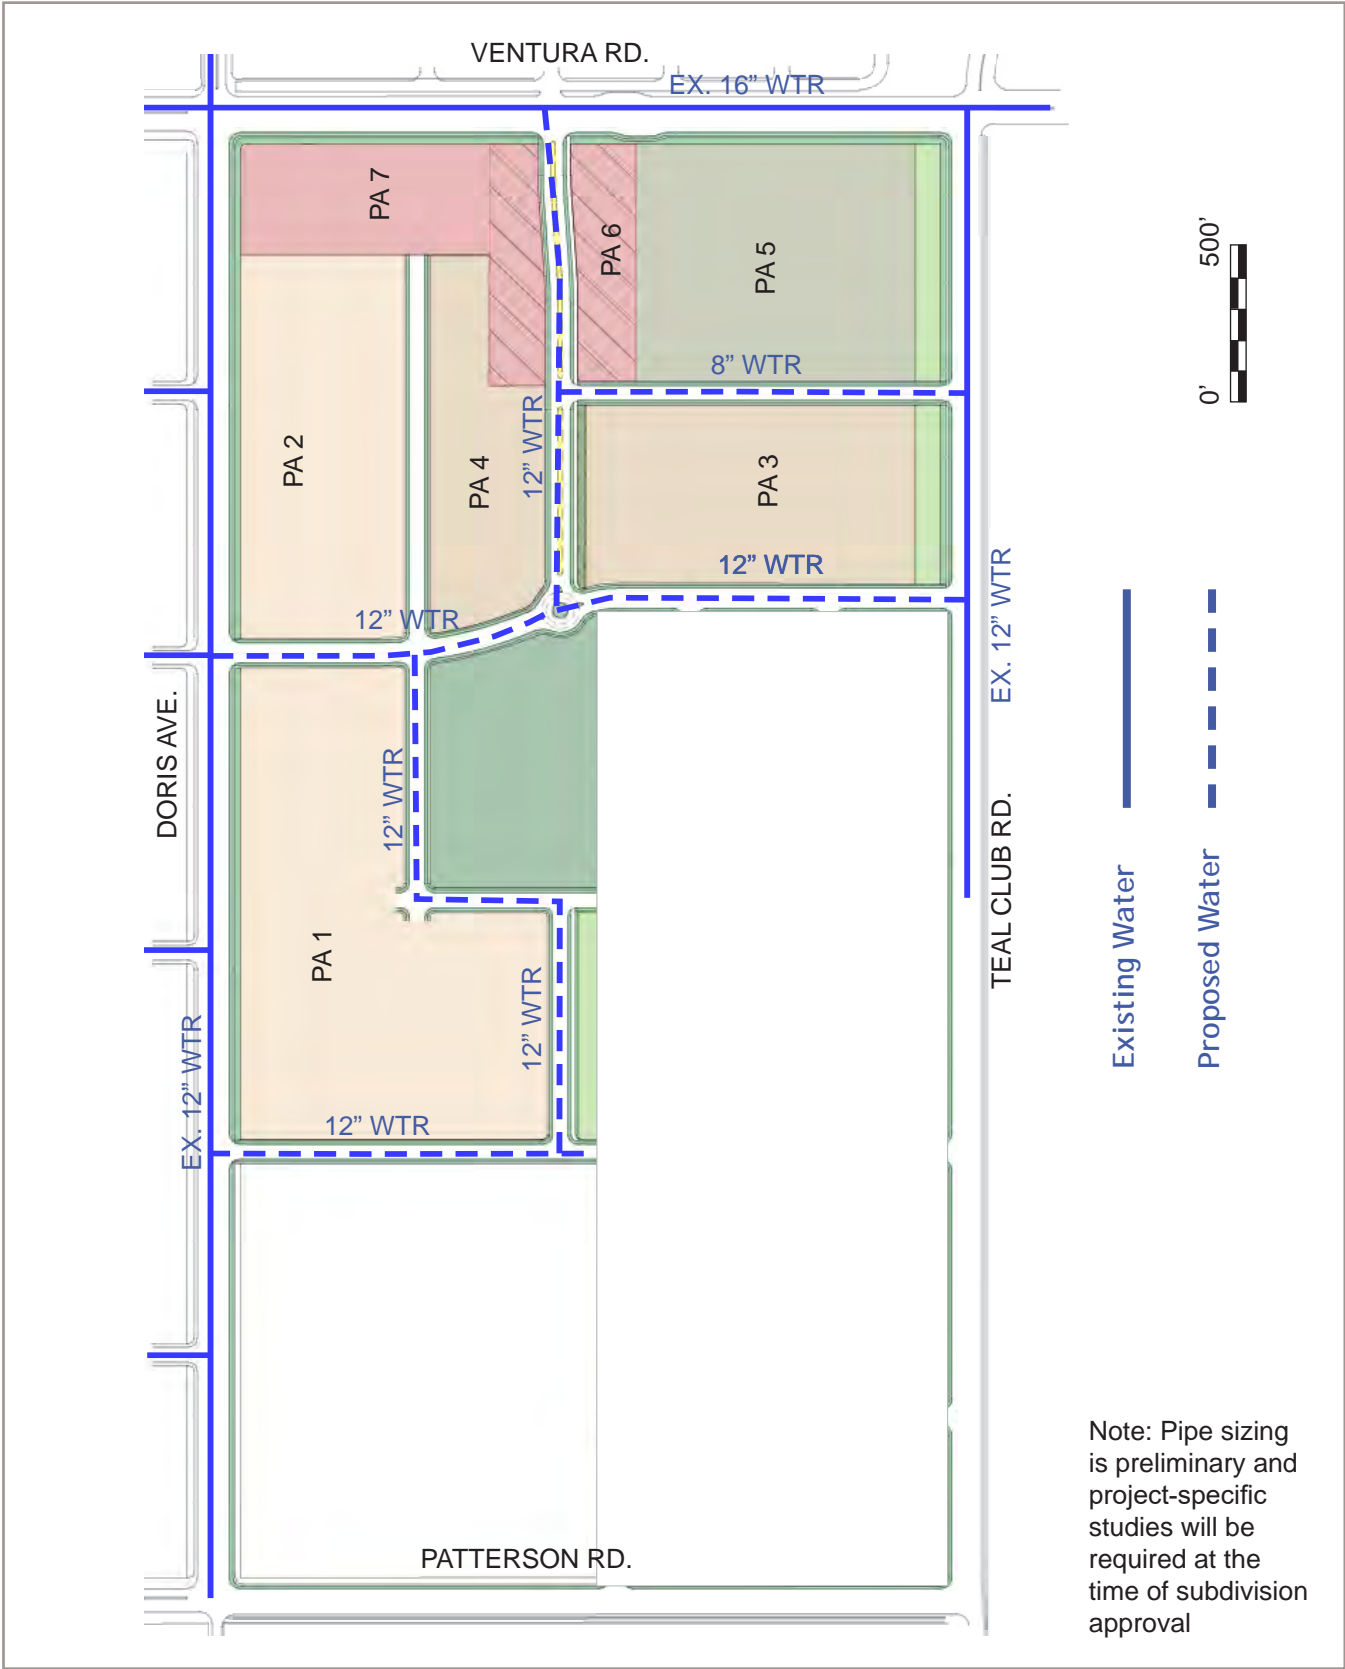 VENTURA RD.
EX. 16” WTR
PA 7
PA 6
PA 5
500’
0’
8” WTR
12” WTR
PA 2
PA 4
PA 3
12” WTR
12” WTR
EX. 12” WTR
DORIS AVE.
12” WTR
TEAL CLUB RD.
Existing Water
Proposed Water
PA 1
12” WTR
EX. 12” WTR
12” WTR
PATTERSON RD.
Note: Pipe sizing
is preliminary and
project-specific
studies will be
required at the
time of subdivision
approval